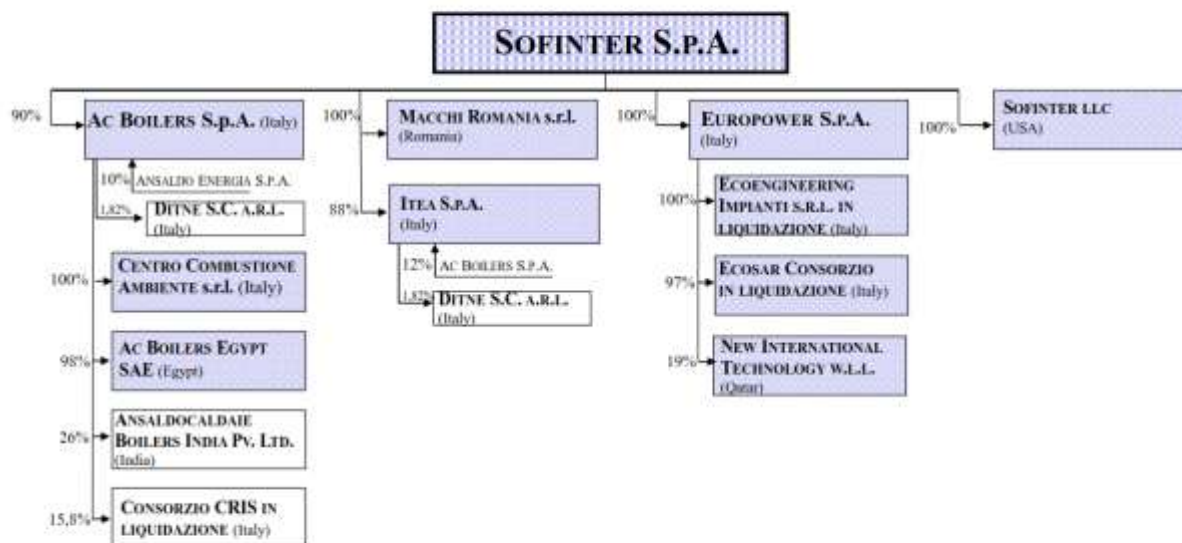 SOFINTER S.P.A.
90%
AC BOILERS S.p.A. (Italy)
10%
ANSALDO ENERGIA S.P.A.
1,82%
DITNE S.C. A.R.L.
(Italy)
100%
CENTRO COMBUSTIONE
AMBIENTE s.r.l. (Italy)
98%
AC BOILERS EGYPT
SAE (Egypt)
26%
ANSALDOCALDAIE
BOILERS INDIA PV. LTD.
(India)
15,8%
CONSORZIO CRIS IN
LIQUIDAZIONE (Italy)
100%
MACCHI ROMANIA s.r.l.
(Romania)
88%
ITEA S.P.A.
(Italy)
12%
AC BOILERS S.P.A.
1,82%
DITNE S.C. A.R.L.
(Italy)
100%
EUROPOWER S.P.A.
(Italy)
100%
ECOENGINEERING
IMPIANTI S.R.L. IN
LIQUIDAZIONE (Italy)
97%
ECOSAR CONSORZIO
IN LIQUIDAZIONE (Italy)
19%
NEW INTERNATIONAL
TECHNOLOGY W.L.L.
(Qatar)
100%
SOFINTER LLC
(USA)